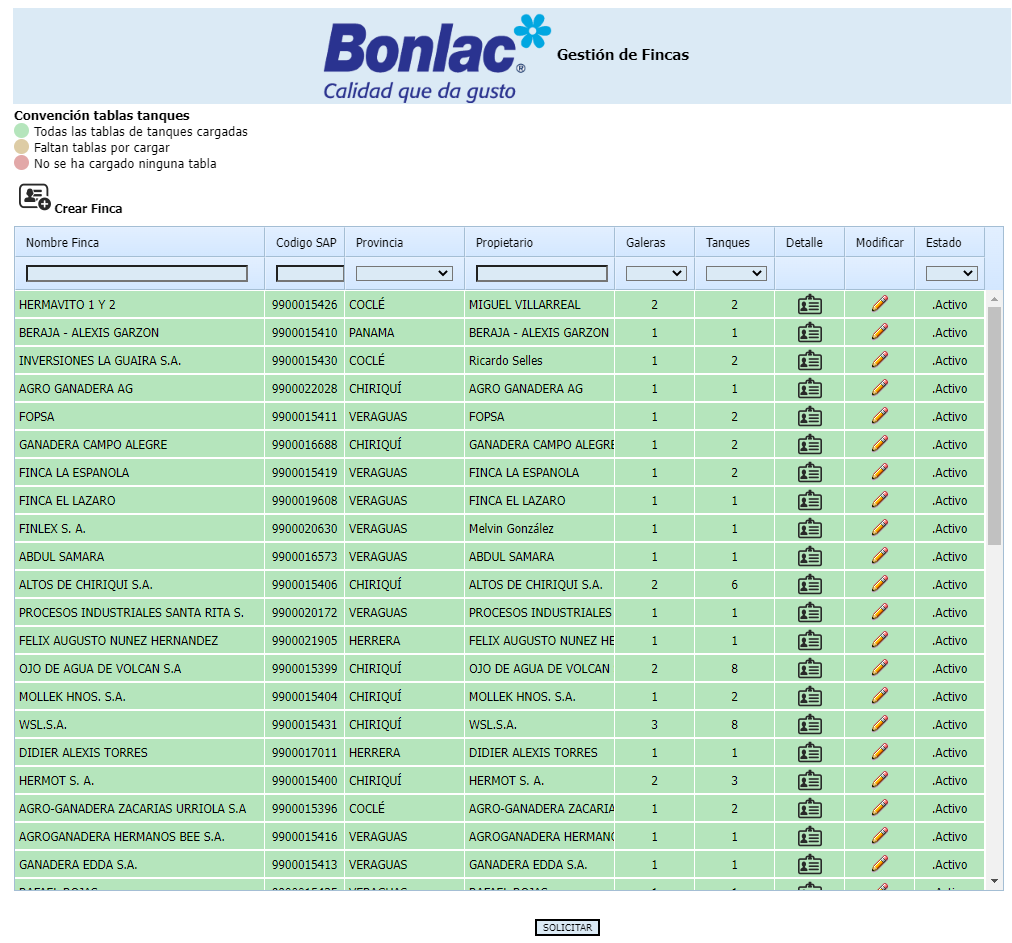 Bonlac®
Calidad que da gusto
Gestión de Fincas
Convención tablas tanques
Todas las tablas de tanques cargadas
Faltan tablas por cargar
No se ha cargado ninguna tabla
Crear Finca
Nombre Finca Codigo SAP Provincia Propietario Galeras Tanques Detalle Modificar Estado
HERMAVITO 1 Y 2 9900015426 COCLÉ MIGUEL VILLARREAL 2 2 .Activo
BERAJA - ALEXIS GARZON 9900015410 PANAMA BERAJA - ALEXIS GARZON 1 1 .Activo
INVERSIONES LA GUAIRA S.A. 9900015430 COCLÉ Ricardo Selles 1 2 .Activo
AGRO GANADERA AG 9900022028 CHIRIQUÍ AGRO GANADERA AG 1 1 .Activo
FOPSA 9900015411 VERAGUAS FOPSA 1 2 .Activo
GANADERA CAMPO ALEGRE 9900016688 CHIRIQUÍ GANADERA CAMPO ALEGRE 1 2 .Activo
FINCA LA ESPANOLA 9900015419 VERAGUAS FINCA LA ESPANOLA 1 2 .Activo
FINCA EL LAZARO 9900019608 VERAGUAS FINCA EL LAZARO 1 1 .Activo
FINLEX S. A. 9900020630 VERAGUAS Melvin González 1 1 .Activo
ABDUL SAMARA 9900016573 VERAGUAS ABDUL SAMARA 1 1 .Activo
ALTOS DE CHIRIQUI S.A. 9900015406 CHIRIQUÍ ALTOS DE CHIRIQUI S.A. 2 6 .Activo
PROCESOS INDUSTRIALES SANTA RITA S. 9900020172 VERAGUAS PROCESOS INDUSTRIALES 1 1 .Activo
FELIX AUGUSTO NUNEZ HERNANDEZ 9900021905 HERRERA FELIX AUGUSTO NUNEZ HE 1 1 .Activo
OJO DE AGUA DE VOLCAN S.A 9900015399 CHIRIQUÍ OJO DE AGUA DE VOLCAN 2 8 .Activo
MOLLEK HNOS. S.A. 9900015404 CHIRIQUÍ MOLLEK HNOS. S.A. 1 2 .Activo
WSL.S.A. 9900015431 CHIRIQUÍ WSL.S.A. 3 8 .Activo
DIDIER ALEXIS TORRES 9900017011 HERRERA DIDIER ALEXIS TORRES 1 1 .Activo
HERMOT S. A. 9900015400 CHIRIQUÍ HERMOT S. A. 2 3 .Activo
AGRO-GANADERA ZACARIAS URRIOLA S.A 9900015396 COCLÉ AGRO-GANADERA ZACARIA 1 2 .Activo
AGROGANADERA HERMANOS BEE S.A. 9900015416 VERAGUAS AGROGANADERA HERMANO 1 1 .Activo
GANADERA EDDA S.A. 9900015413 VERAGUAS GANADERA EDDA S.A. 1 1 .Activo
SOLICITAR